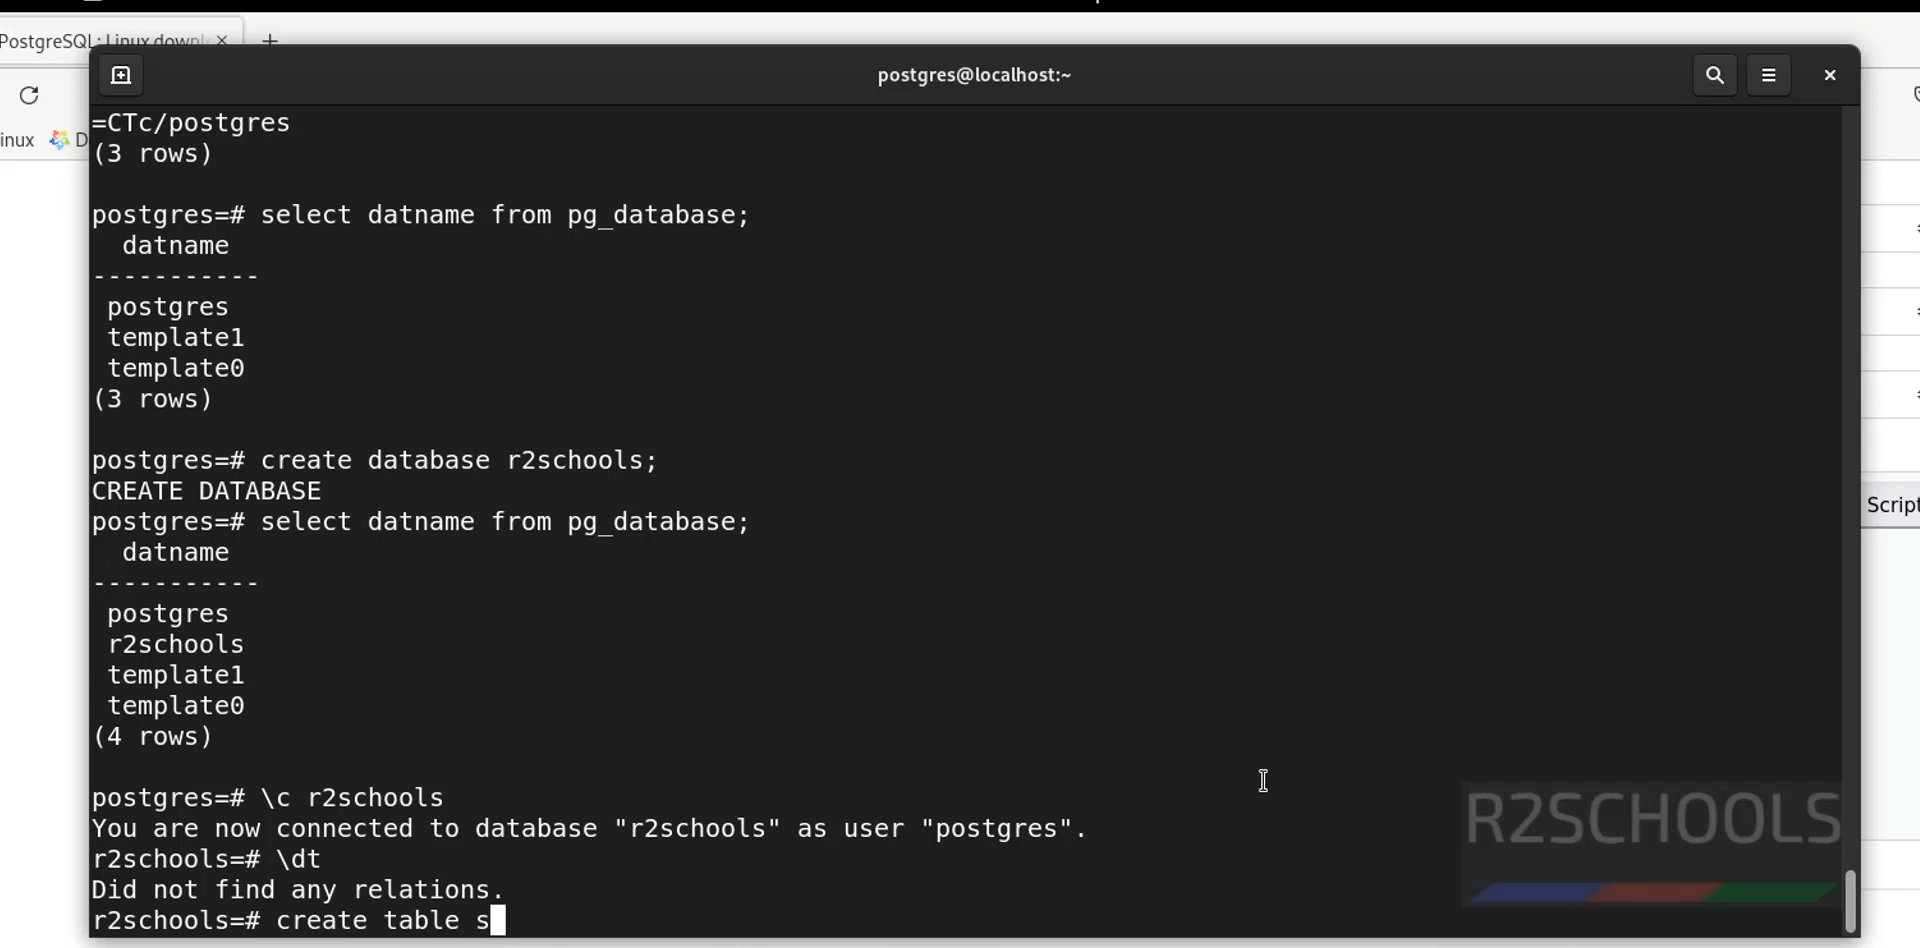 PostgreSQL: Linux downl
postgres@localhost:~
inux
D
=CTc/postgres
(3 rows)
postgres=# select datname from pg_database;
datname
-----------
postgres
template1
template0
(3 rows)
postgres=# create database r2schools;
CREATE DATABASE
postgres=# select datname from pg_database;
datname
-----------
postgres
r2schools
template1
template0
(4 rows)
postgres=# \c r2schools
You are now connected to database "r2schools" as user "postgres".
r2schools=# \dt
Did not find any relations.
r2schools=# create table s
Script
R2SCHOOLS